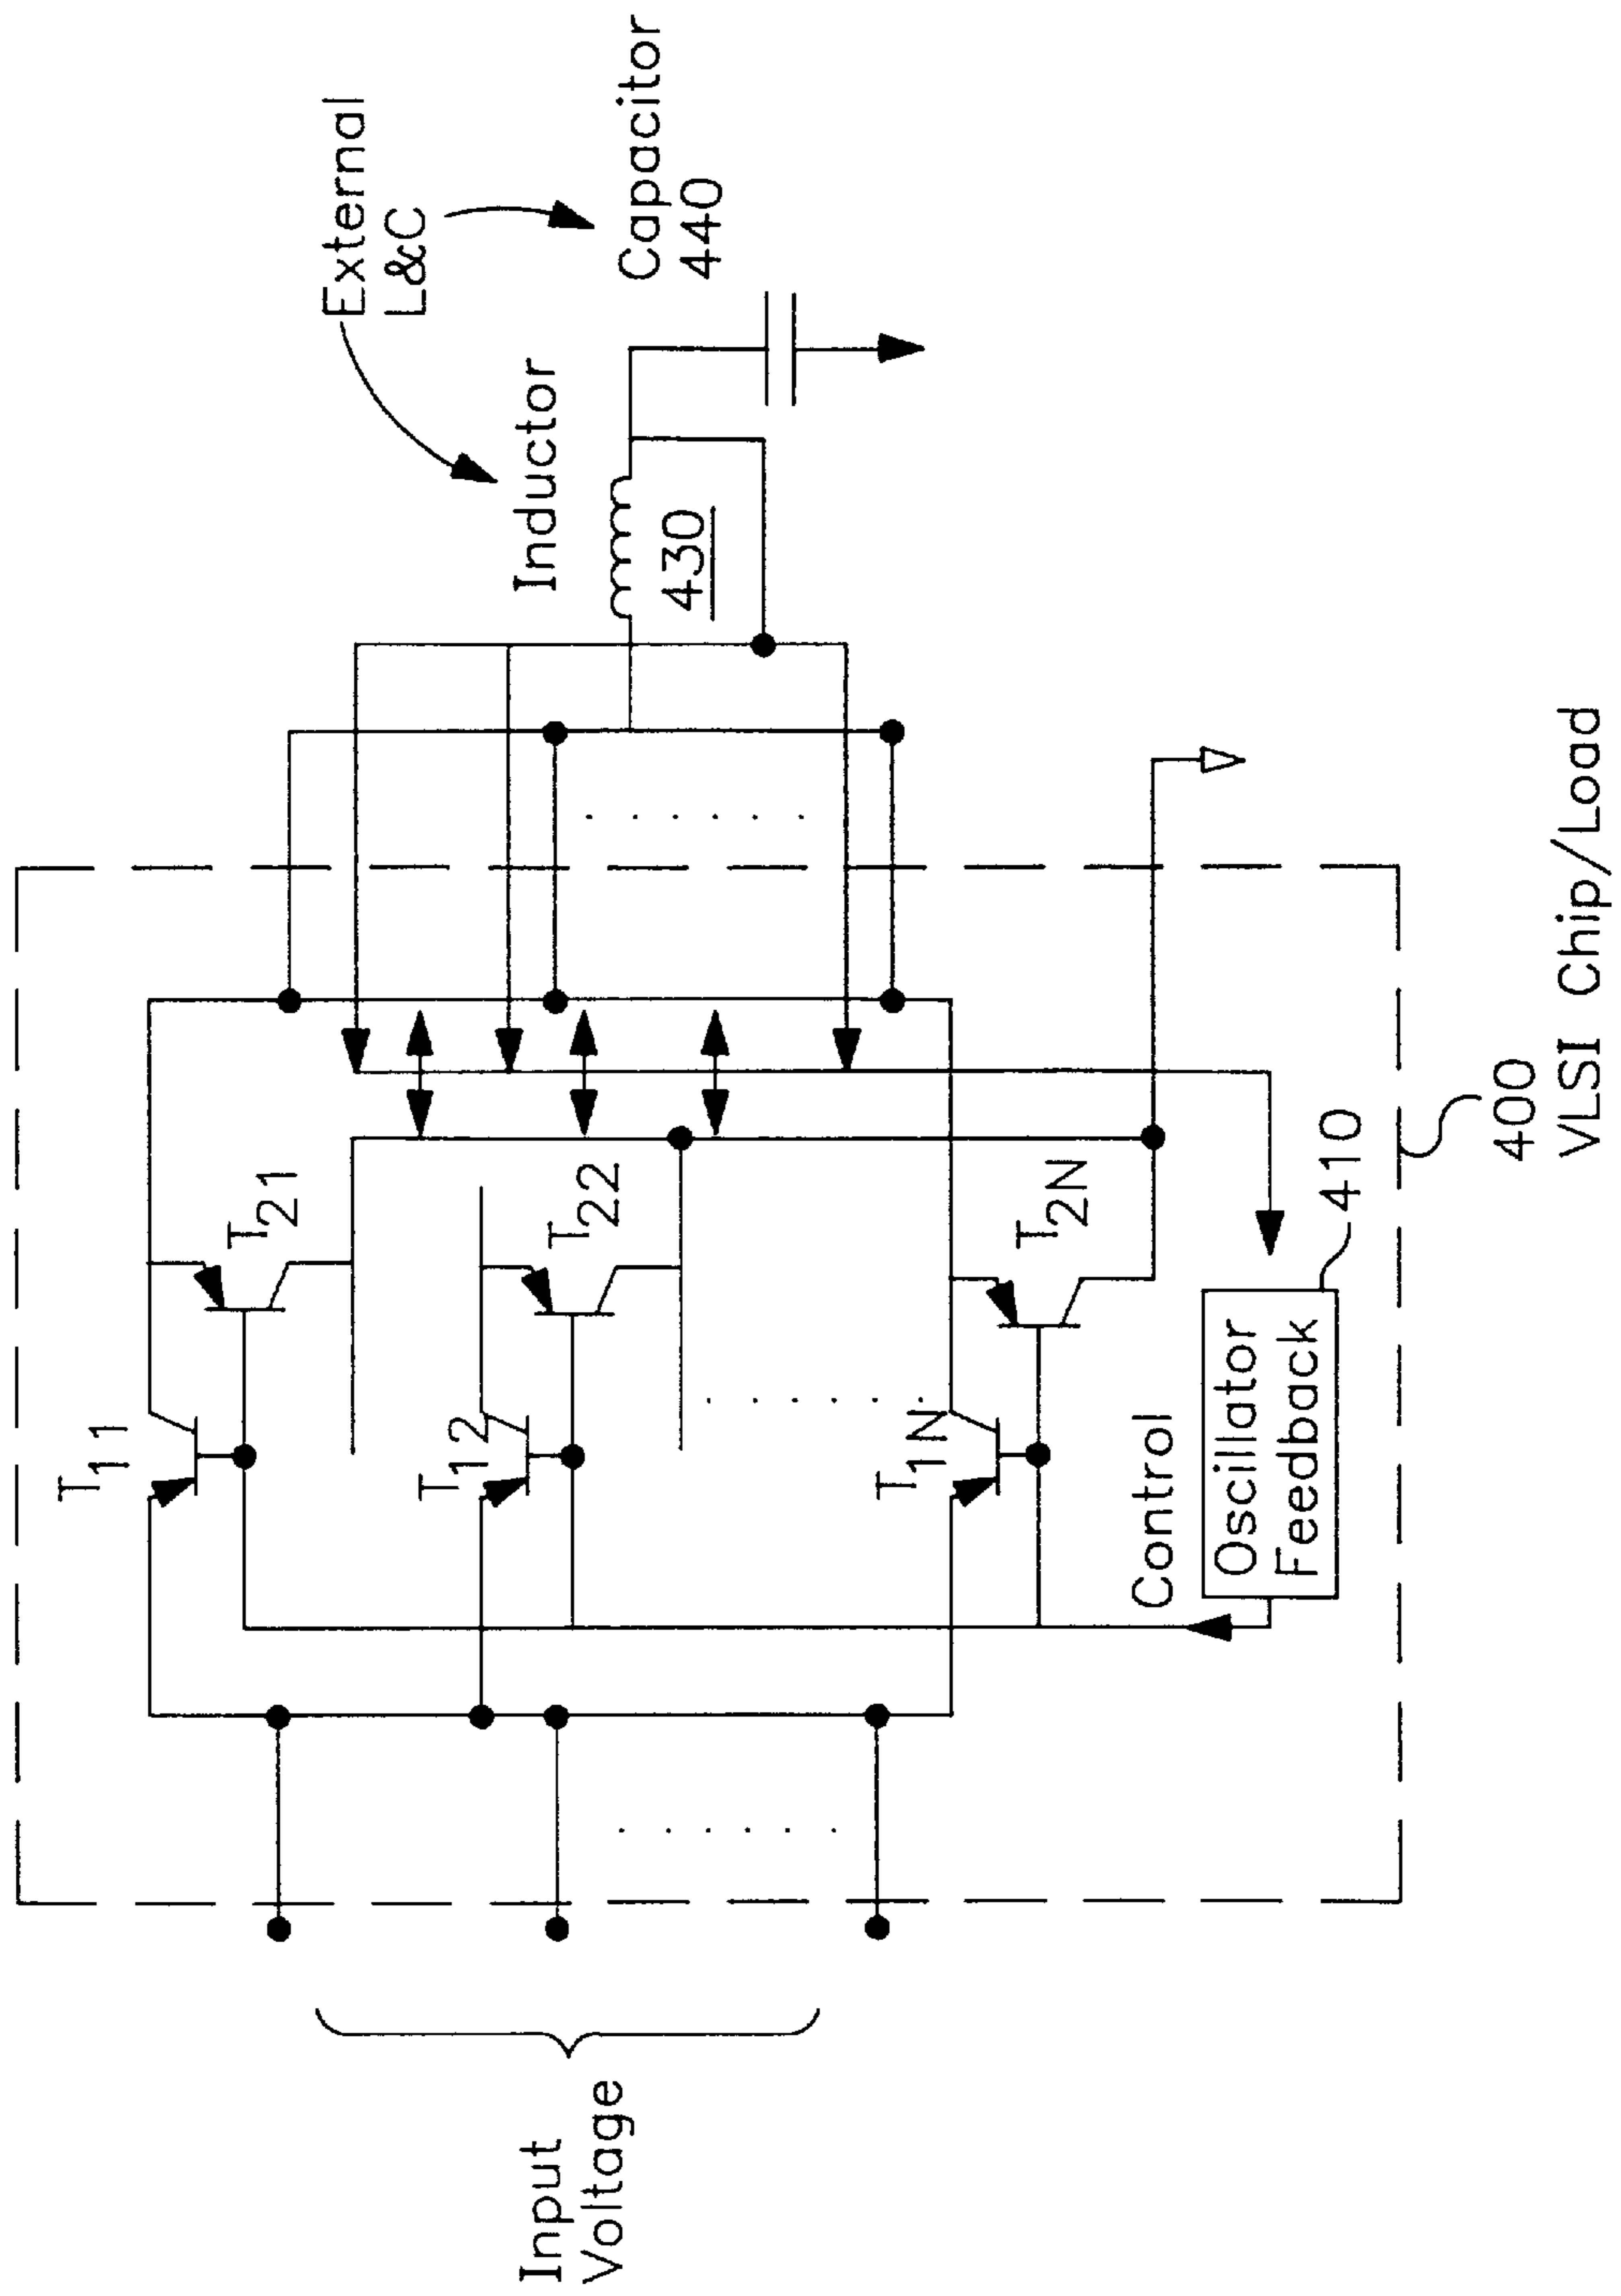 External
L&C
Capacitor
440
Inductor
430
T11
T21
T12
T22
T1N
T2N
Control
Oscillator
Feedback
410
400
VLSI Chip/Load
Input
Voltage